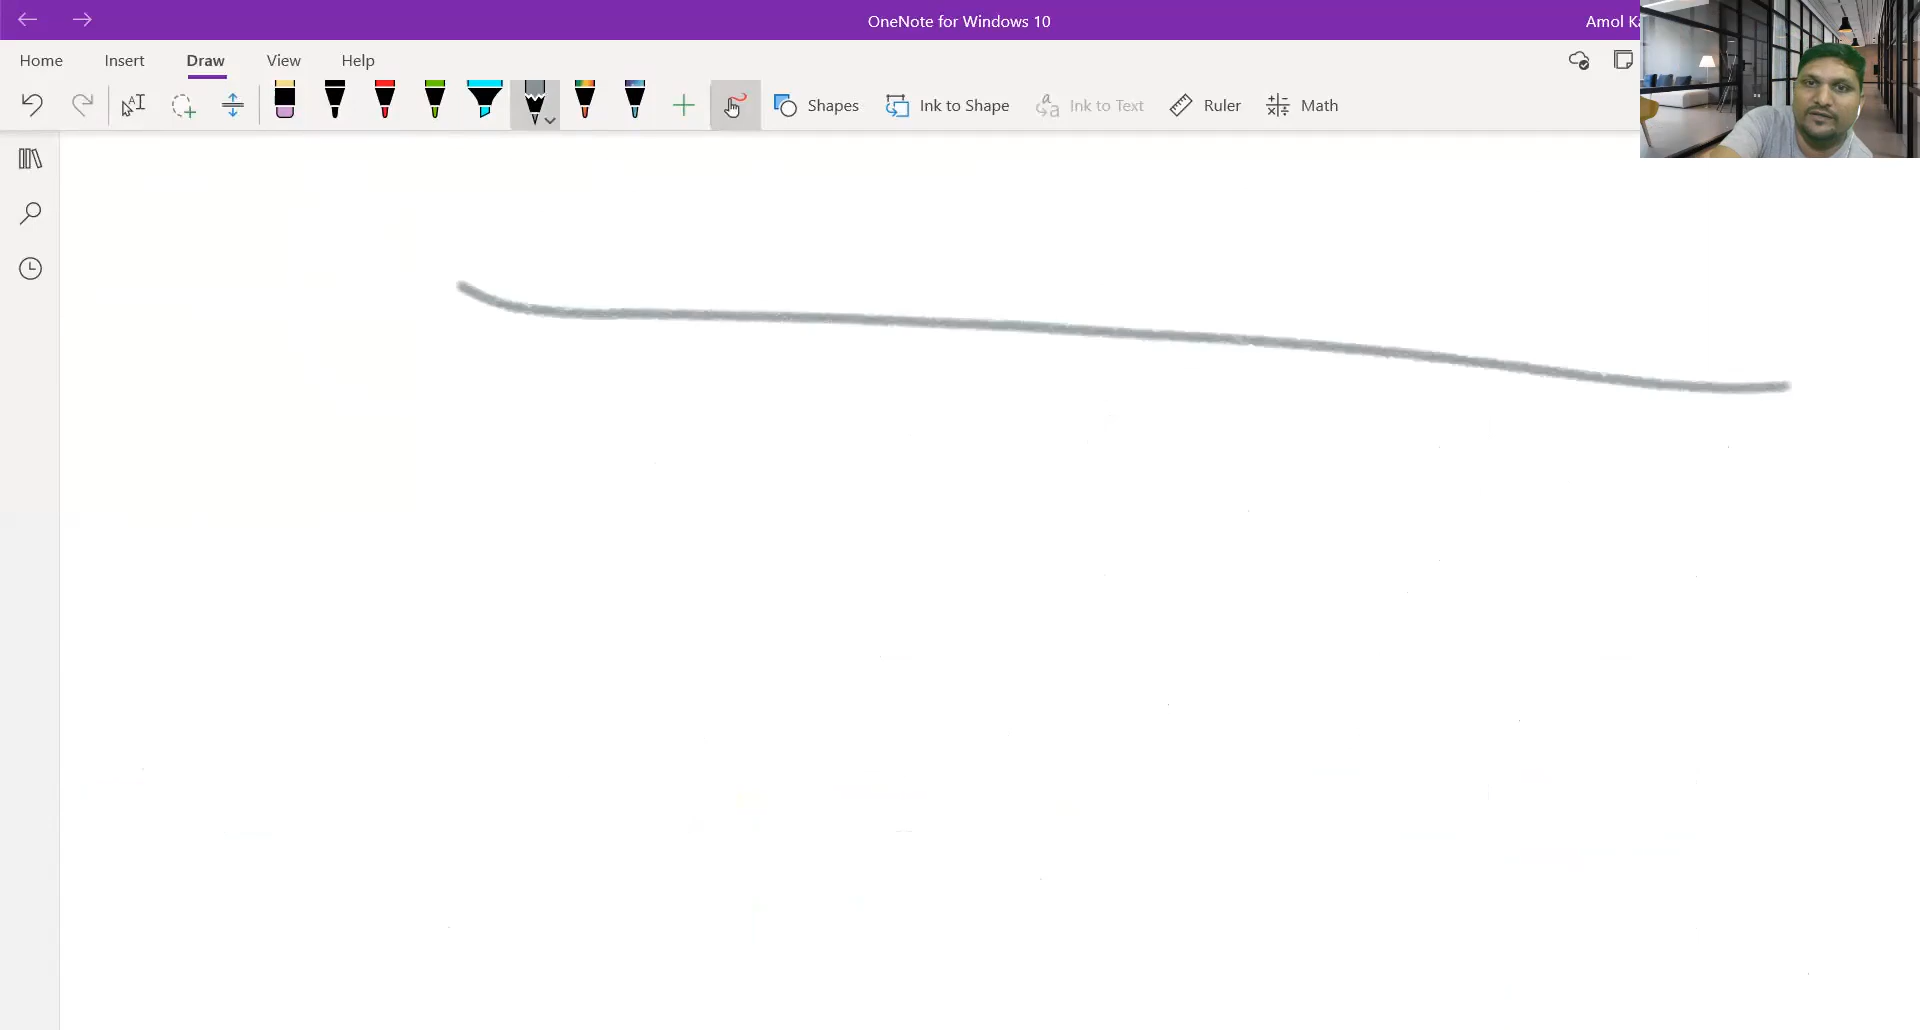 OneNote for Windows 10
Amol
Home Insert Draw View Help
Shapes Ink to Shape Ink to Text Ruler Math